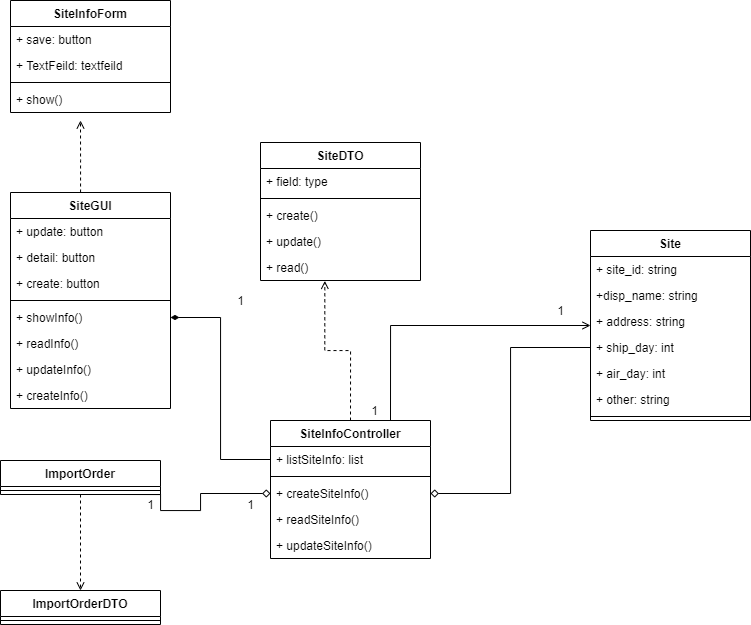 SiteInfoForm
+ save: button
+ TextFeild: textfeild
+ show()
SiteDTO
+ field: type
+ create()
+ update()
+ read()
SiteGUI
+ update: button
+ detail: button
+ create: button
+ showInfo()
+ readInfo()
+ updateInfo()
+ createInfo()
1
Site
+ site_id: string
+disp_name: string
+ address: string
+ ship_day: int
+ air_day: int
+ other: string
1
1
SiteInfoController
+ listSiteInfo: list
+ createSiteInfo()
+ readSiteInfo()
+ updateSiteInfo()
ImportOrder
1
1
ImportOrderDTO